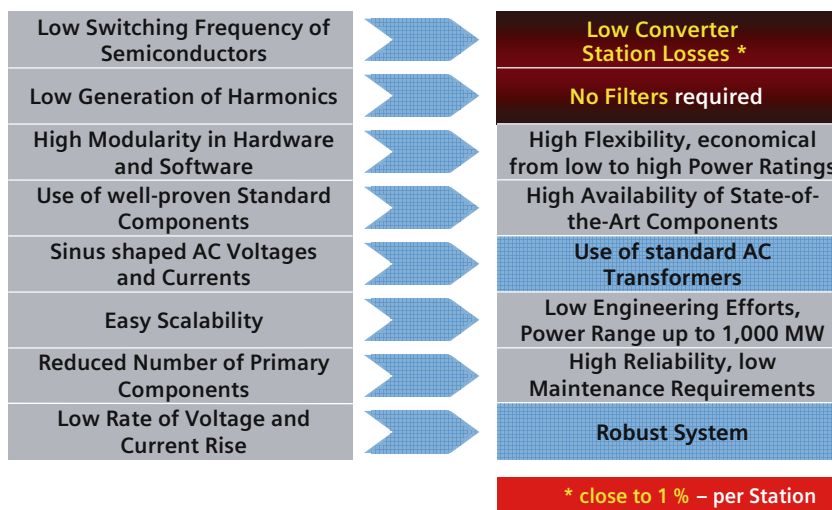 Low Switching Frequency of
Semiconductors
Low Converter
Station Losses *
Low Generation of Harmonics
No Filters required
High Modularity in Hardware
and Software
High Flexibility, economical
from low to high Power Ratings
Use of well-proven Standard
Components
High Availability of State-of-
the-Art Components
Sinus shaped AC Voltages
and Currents
Use of standard AC
Transformers
Easy Scalability
Low Engineering Efforts,
Power Range up to 1,000 MW
Reduced Number of Primary
Components
High Reliability, low
Maintenance Requirements
Low Rate of Voltage and
Current Rise
Robust System
* close to 1 % – per Station